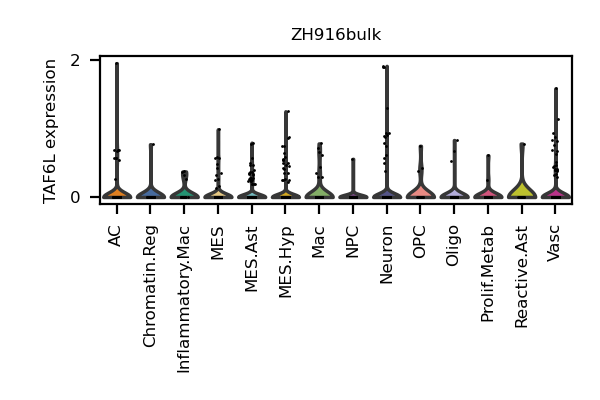 ZH916bulk
TAF6L expression
2
0
AC
Chromatin.Reg
Inflammatory.Mac
MES
MES.Ast
MES.Hyp
Mac
NPC
Neuron
OPC
Oligo
Prolif.Metab
Reactive.Ast
Vasc